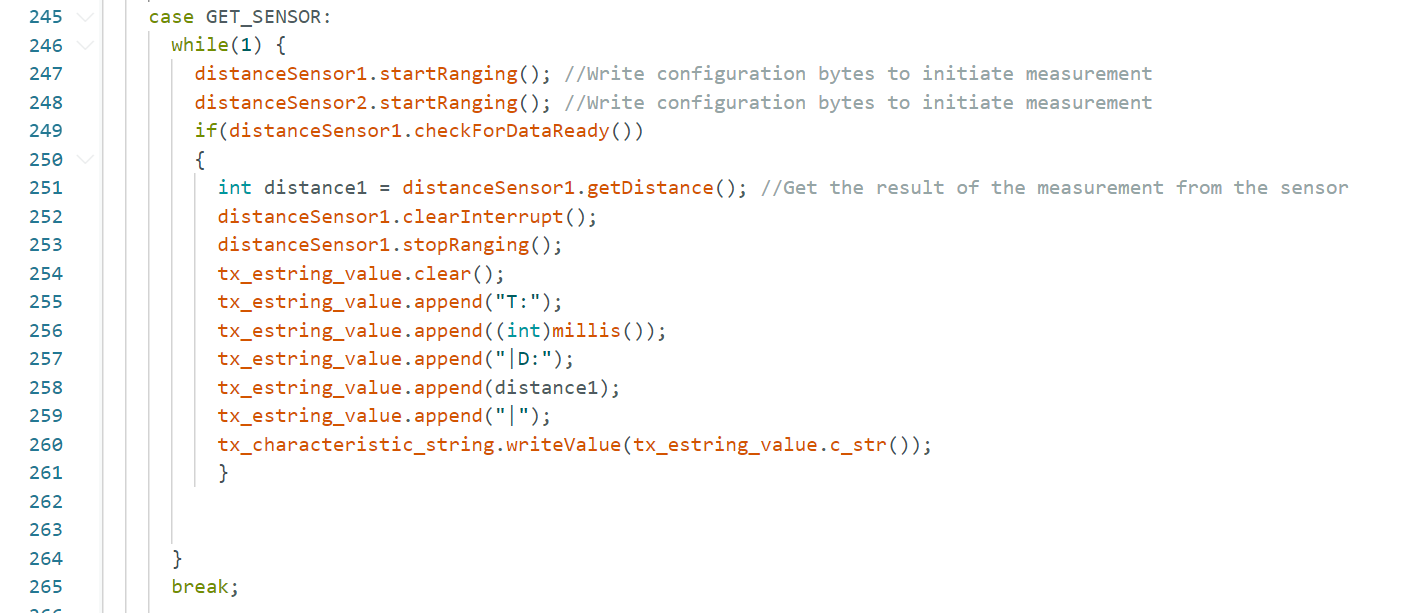 245 case GET_SENSOR:
246 while(1) {
247 distanceSensor1.startRanging(); //Write configuration bytes to initiate measurement
248 distanceSensor2.startRanging(); //Write configuration bytes to initiate measurement
249 if(distanceSensor1.checkForDataReady())
250 {
251 int distance1 = distanceSensor1.getDistance(); //Get the result of the measurement from the sensor
252 distanceSensor1.clearInterrupt();
253 distanceSensor1.stopRanging();
254 tx_estring_value.clear();
255 tx_estring_value.append("T:");
256 tx_estring_value.append((int)millis());
257 tx_estring_value.append("|D:");
258 tx_estring_value.append(distance1);
259 tx_estring_value.append("|");
260 tx_characteristic_string.writeValue(tx_estring_value.c_str());
261 }
262
263
264 }
265 break;